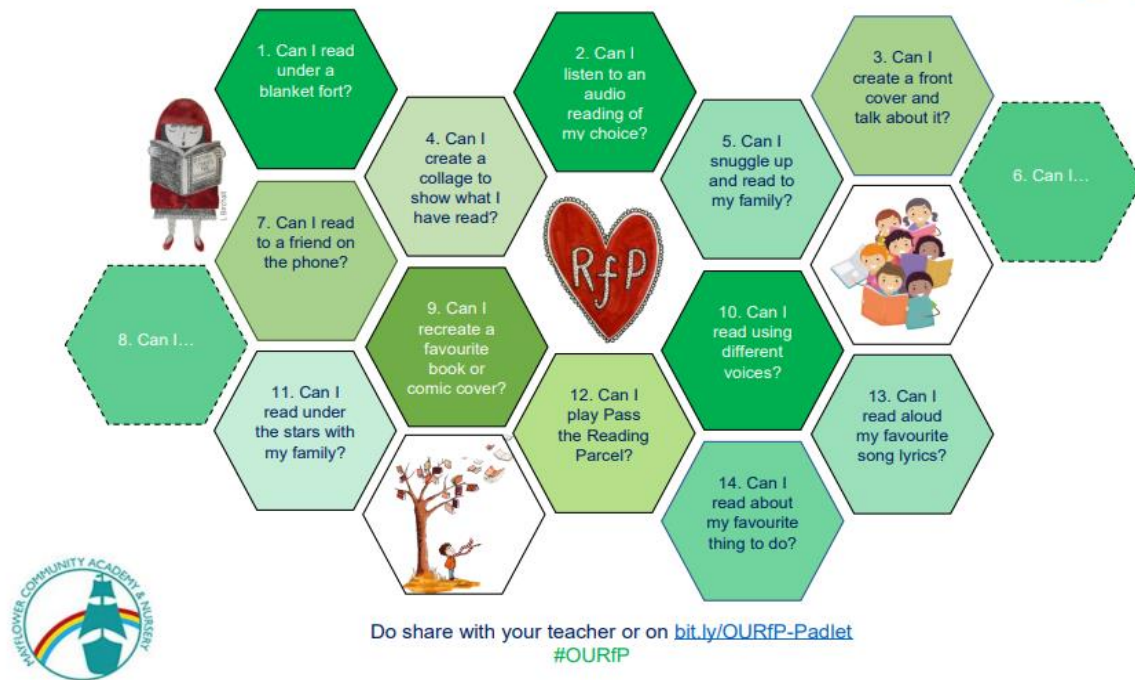 1. Can I read
under a
blanket fort?
2. Can I
listen to an
audio
reading of
my choice?
3. Can I
create a front
cover and
talk about it?
4. Can I
create a
collage to
show what I
have read?
5. Can I
snuggle up
and read to
my family?
6. Can I…
7. Can I read
to a friend on
the phone?
RfP
8. Can I…
9. Can I
recreate a
favourite
book or
comic cover?
10. Can I
read using
different
voices?
11. Can I
read under
the stars with
my family?
12. Can I
play Pass
the Reading
Parcel?
13. Can I
read aloud
my favourite
song lyrics?
14. Can I
read about
my favourite
thing to do?
MAYFLOWER COMMUNITY ACADEMY & NURSERY
Do share with your teacher or on bit.ly/OURfP-Padlet
#OURfP